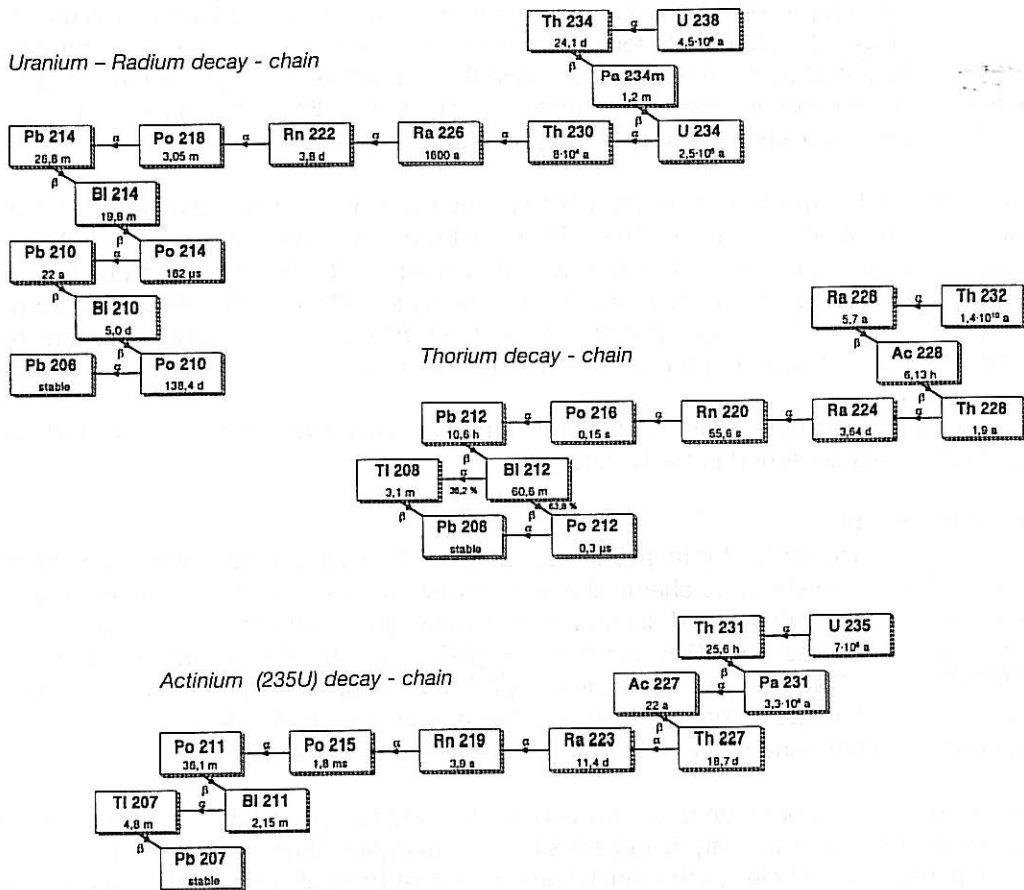 Uranium – Radium decay - chain
Th 234
24,1 d
α
U 238
4,5·10⁹ a
β
Pa 234m
1,2 m
β
Pb 214
26,8 m
α
Po 218
3,05 m
α
Rn 222
3,8 d
α
Ra 226
1600 a
α
Th 230
8·10⁴ a
α
U 234
2,5·10⁵ a
β
Bi 214
19,8 m
β
Pb 210
22 a
α
Po 214
162 µs
β
Bi 210
5,0 d
β
Pb 206
stable
α
Po 210
138,4 d
Thorium decay - chain
Ra 228
5,7 a
α
Th 232
1,4·10¹⁰ a
β
Ac 228
6,13 h
β
Pb 212
10,6 h
α
Po 216
0,15 s
α
Rn 220
55,6 s
α
Ra 224
3,64 d
α
Th 228
1,9 a
β
Tl 208
3,1 m
α
36,2 %
Bi 212
60,6 m
63,8 %
β
β
Pb 208
stable
α
Po 212
0,3 µs
Actinium (235U) decay - chain
Th 231
25,6 h
α
U 235
7·10⁸ a
β
Ac 227
22 a
α
Pa 231
3,3·10⁴ a
β
Po 211
36,1 m
α
Po 215
1,8 ms
α
Rn 219
3,9 s
α
Ra 223
11,4 d
α
Th 227
18,7 d
β
Tl 207
4,8 m
α
Bi 211
2,15 m
β
Pb 207
stable